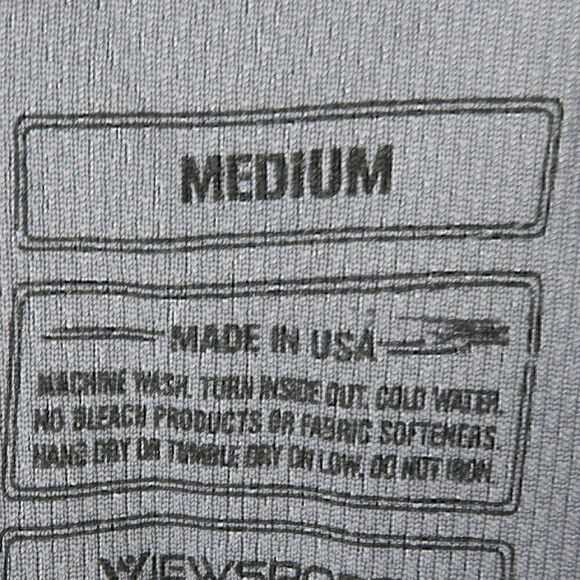 MEDIUM
MADE IN USA
MACHINE WASH. TURN INSIDE OUT. COLD WATER.
NO BLEACH PRODUCTS OR FABRIC SOFTENERS.
HANG DRY OR TUMBLE DRY ON LOW. DO NOT IRON.